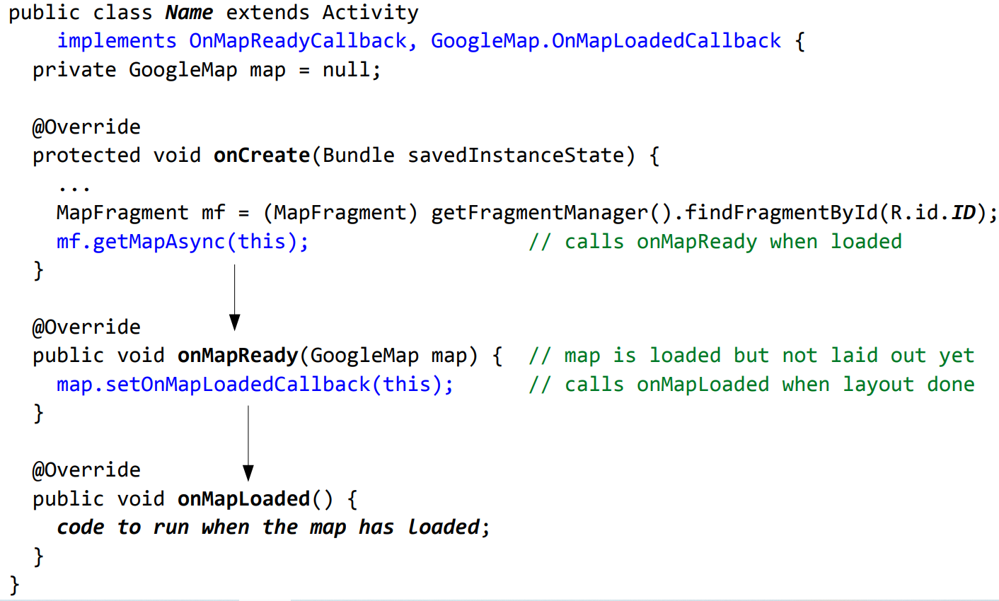 public class Name extends Activity
    implements OnMapReadyCallback, GoogleMap.OnMapLoadedCallback {
  private GoogleMap map = null;

  @Override
  protected void onCreate(Bundle savedInstanceState) {
    ...
    MapFragment mf = (MapFragment) getFragmentManager().findFragmentById(R.id.ID);
    mf.getMapAsync(this);                  // calls onMapReady when loaded
  }

  @Override
  public void onMapReady(GoogleMap map) {  // map is loaded but not laid out yet
    map.setOnMapLoadedCallback(this);      // calls onMapLoaded when layout done
  }

  @Override
  public void onMapLoaded() {
    code to run when the map has loaded;
  }
}